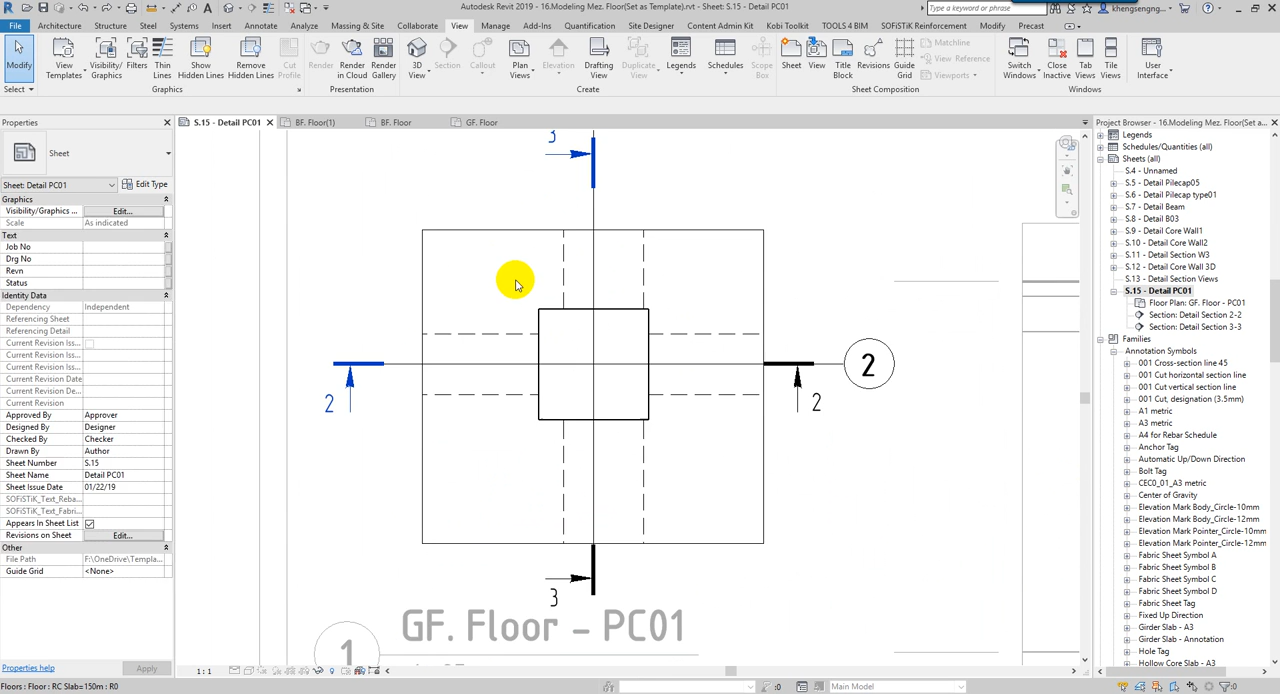 Autodesk Revit 2019 - 16.Modeling Mez. Floor(Set as Template).rvt - Sheet: S.15 - Detail PC01
Type a keyword or phrase
khengsengng...
File Architecture Structure Steel Systems Insert Annotate Analyze Massing & Site Collaborate View Manage Add-Ins Quantification Site Designer Content Admin Kit Kobi Toolkit TOOLS 4 BIM SOFiSTiK Reinforcement Modify Precast
Modify
View Templates
Visibility/ Graphics
Filters
Thin Lines
Show Hidden Lines
Remove Hidden Lines
Cut Profile
Render
Render in Cloud
Render Gallery
3D View
Section
Callout
Plan Views
Elevation
Drafting View
Duplicate View
Legends
Schedules
Scope Box
Sheet
View
Title Block
Revisions
Guide Grid
Matchline
View Reference
Viewports
Switch Windows
Close Inactive
Tab Views
Tile Views
User Interface
Select
Graphics
Presentation
Create
Sheet Composition
Windows
Properties
Sheet
Sheet: Detail PC01
Edit Type
Graphics
Visibility/Graphics ... Edit...
Scale As indicated
Text
Job No
Drg No
Revn
Status
Identity Data
Dependency Independent
Referencing Sheet
Referencing Detail
Current Revision Iss...
Current Revision Iss...
Current Revision Iss...
Current Revision Date
Current Revision De...
Current Revision
Approved By Approver
Designed By Designer
Checked By Checker
Drawn By Author
Sheet Number S.15
Sheet Name Detail PC01
Sheet Issue Date 01/22/19
SOFiSTiK_Text_Reba...
SOFiSTiK_Text_Fabri...
Appears In Sheet List
Revisions on Sheet Edit...
Other
File Path F:\OneDrive\Templa...
Guide Grid <None>
Properties help
Apply
S.15 - Detail PC01
BF. Floor(1)
BF. Floor
GF. Floor
3
2
2
2
3
1
GF. Floor - PC01
1 : 1
Project Browser - 16.Modeling Mez. Floor(Set a...
Legends
Schedules/Quantities (all)
Sheets (all)
S.4 - Unnamed
S.5 - Detail Pilecap05
S.6 - Detail Pilecap type01
S.7 - Detail Beam
S.8 - Detail B03
S.9 - Detail Core Wall1
S.10 - Detail Core Wall2
S.11 - Detail Section W3
S.12 - Detail Core Wall 3D
S.13 - Detail Section Views
S.15 - Detail PC01
Floor Plan: GF. Floor - PC01
Section: Detail Section 2-2
Section: Detail Section 3-3
Families
Annotation Symbols
001 Cross-section line 45
001 Cut horizontal section line
001 Cut vertical section line
001 Cut, designation (3.5mm)
A1 metric
A3 metric
A4 for Rebar Schedule
Anchor Tag
Automatic Up/Down Direction
Bolt Tag
CEC0_01_A3 metric
Center of Gravity
Elevation Mark Body_Circle-10mm
Elevation Mark Body_Circle-12mm
Elevation Mark Pointer_Circle-10mm
Elevation Mark Pointer_Circle-12mm
Fabric Sheet Symbol A
Fabric Sheet Symbol B
Fabric Sheet Symbol C
Fabric Sheet Symbol D
Fabric Sheet Tag
Fixed Up Direction
Girder Slab - A3
Girder Slab - Annotation
Hole Tag
Hollow Core Slab - A3
Floors : Floor : RC Slab=150m : R0
:0
Main Model
:0